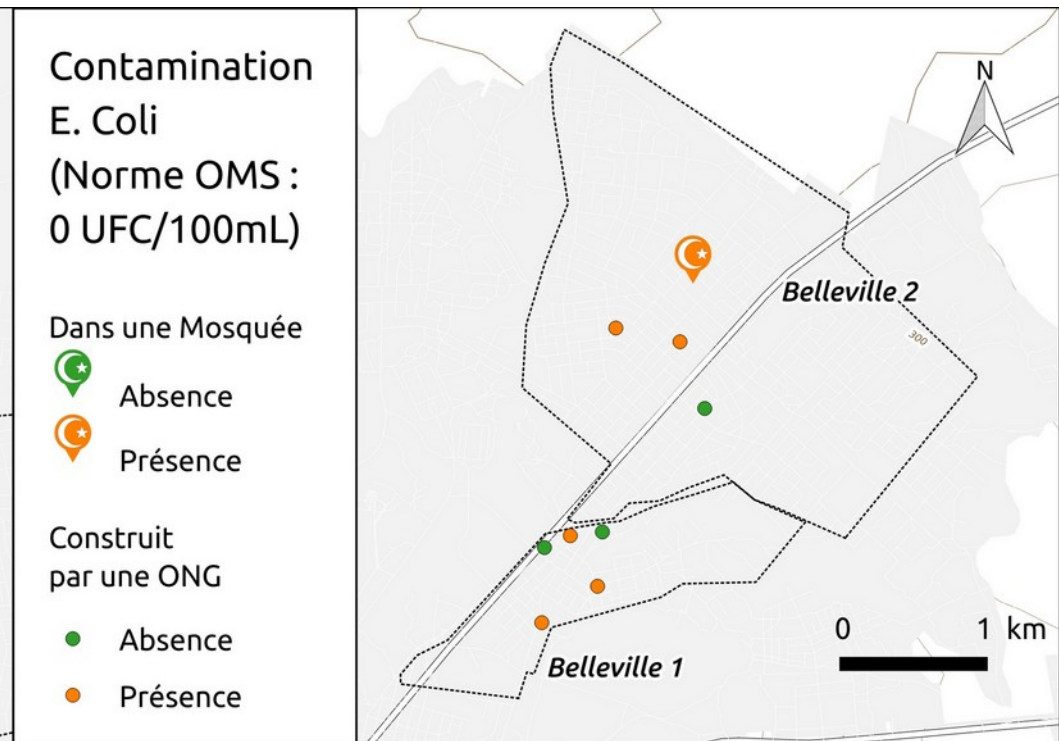 Contamination
E. Coli
(Norme OMS :
0 UFC/100mL)
Dans une Mosquée
Absence
Présence
Construit
par une ONG
Absence
Présence
N
Belleville 2
300
Belleville 1
0 1 km